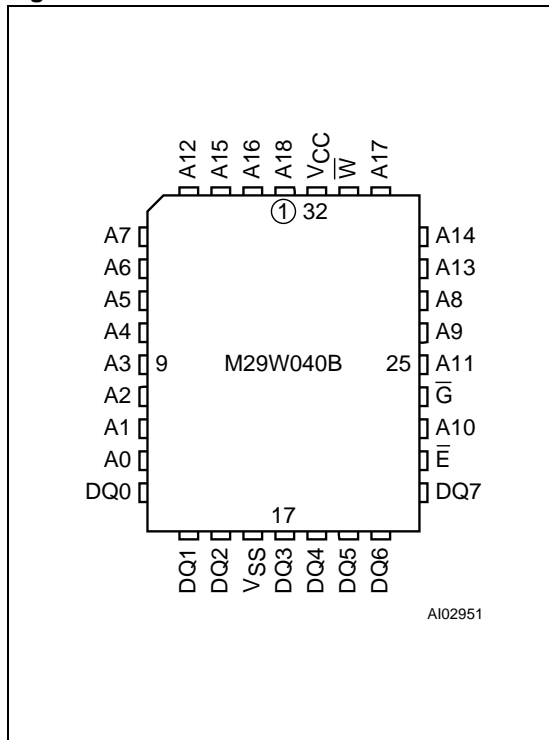 A12 A15 A16 A18 VCC W̅ A17
1 32
A7 A14
A6 A13
A5 A8
A4 A9
A3 9 M29W040B 25 A11
A2 G̅
A1 A10
A0 E̅
DQ0 DQ7
17
DQ1 DQ2 VSS DQ3 DQ4 DQ5 DQ6
AI02951